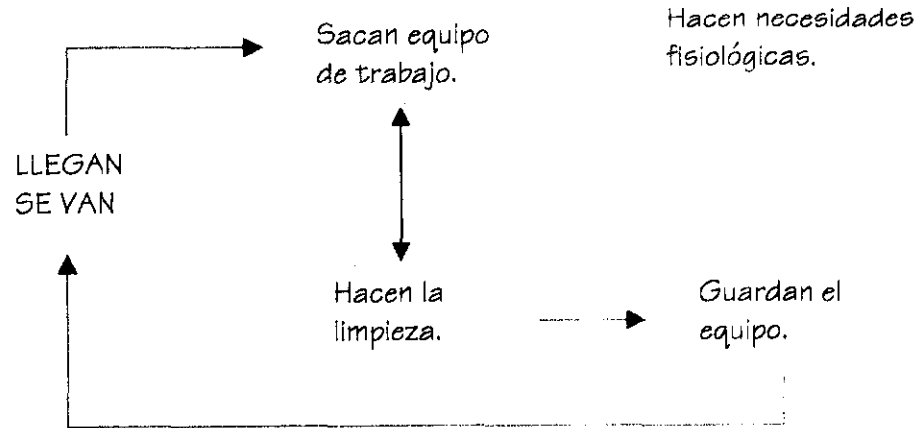 Hacen necesidades
fisiológicas.
Sacan equipo
de trabajo.
LLEGAN
SE VAN
Hacen la
limpieza.
Guardan el
equipo.